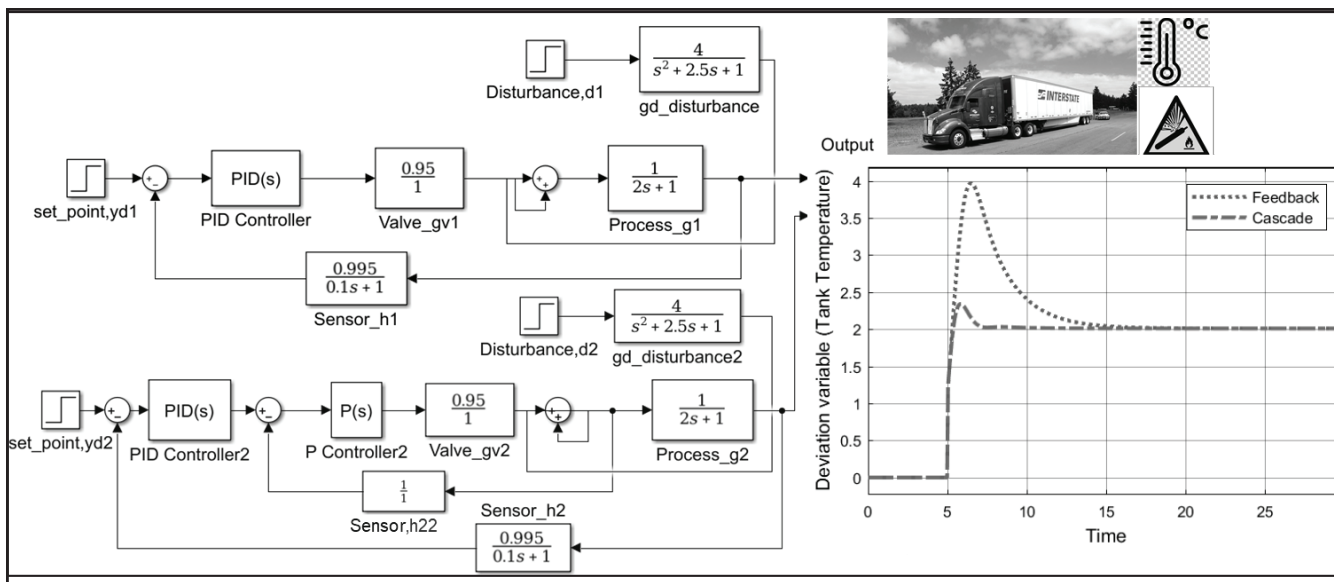 4
s² + 2.5s + 1
Disturbance,d1
gd_disturbance
set_point,yd1
+
−
PID(s)
PID Controller
0.95
1
Valve_gv1
+
+
1
2s + 1
Process_g1
0.995
0.1s + 1
Sensor_h1
4
s² + 2.5s + 1
Disturbance,d2
gd_disturbance2
set_point,yd2
+
−
PID(s)
PID Controller2
+
−
P(s)
P Controller2
0.95
1
Valve_gv2
+
+
1
2s + 1
Process_g2
1
1
Sensor,h22
Sensor_h2
0.995
0.1s + 1
Output
INTERSTATE
°C
Deviation variable (Tank Temperature)
4
3.5
3
2.5
2
1.5
1
0.5
0
Feedback
Cascade
0
5
10
15
20
25
Time